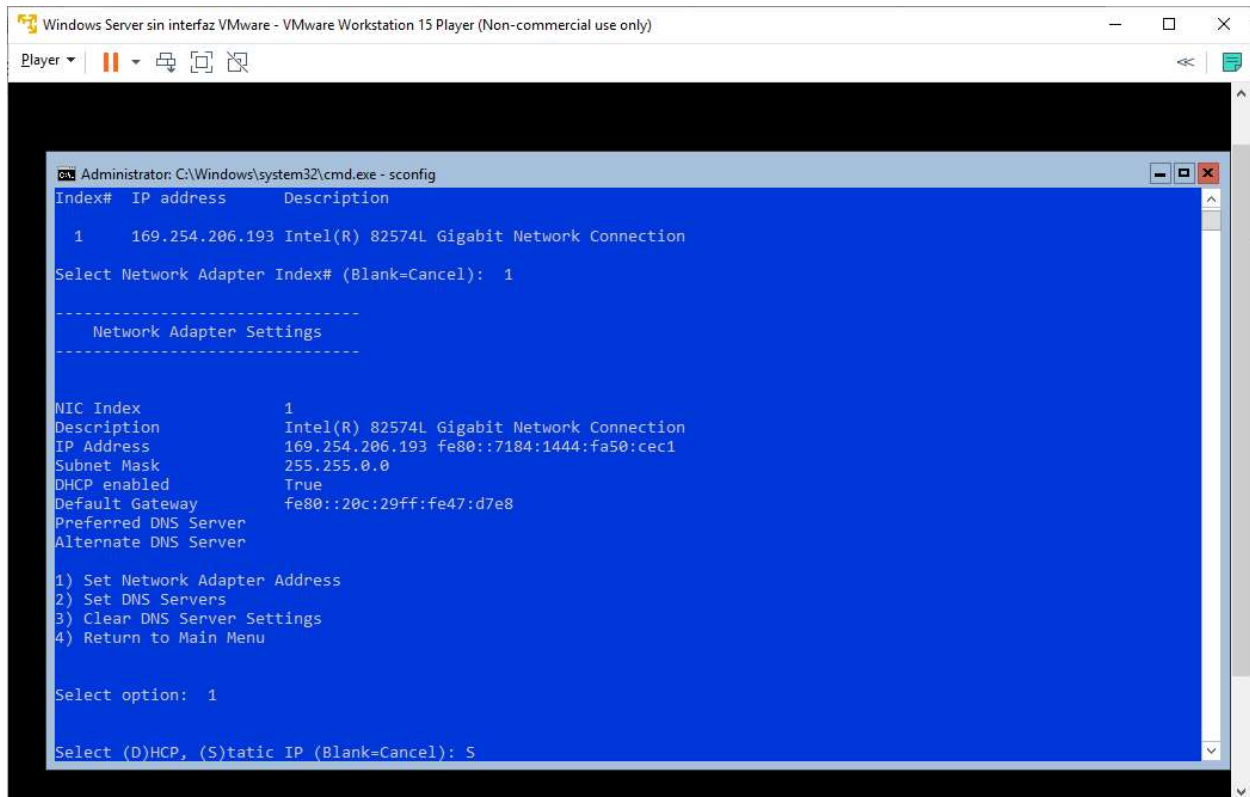 Windows Server sin interfaz VMware - VMware Workstation 15 Player (Non-commercial use only)
Player
Administrator: C:\Windows\system32\cmd.exe - sconfig
Index#  IP address      Description
1     169.254.206.193 Intel(R) 82574L Gigabit Network Connection
Select Network Adapter Index# (Blank=Cancel):  1
--------------------------------
Network Adapter Settings
--------------------------------
NIC Index               1
Description             Intel(R) 82574L Gigabit Network Connection
IP Address              169.254.206.193 fe80::7184:1444:fa50:cec1
Subnet Mask             255.255.0.0
DHCP enabled            True
Default Gateway         fe80::20c:29ff:fe47:d7e8
Preferred DNS Server
Alternate DNS Server
1) Set Network Adapter Address
2) Set DNS Servers
3) Clear DNS Server Settings
4) Return to Main Menu
Select option:  1
Select (D)HCP, (S)tatic IP (Blank=Cancel): S